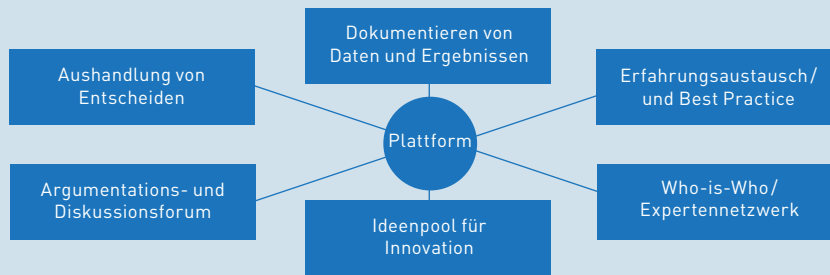 Dokumentieren von
Daten und Ergebnissen
Aushandlung von
Entscheiden
Erfahrungsaustausch/
und Best Practice
Plattform
Argumentations- und
Diskussionsforum
Who-is-Who/
Expertennetzwerk
Ideenpool für
Innovation